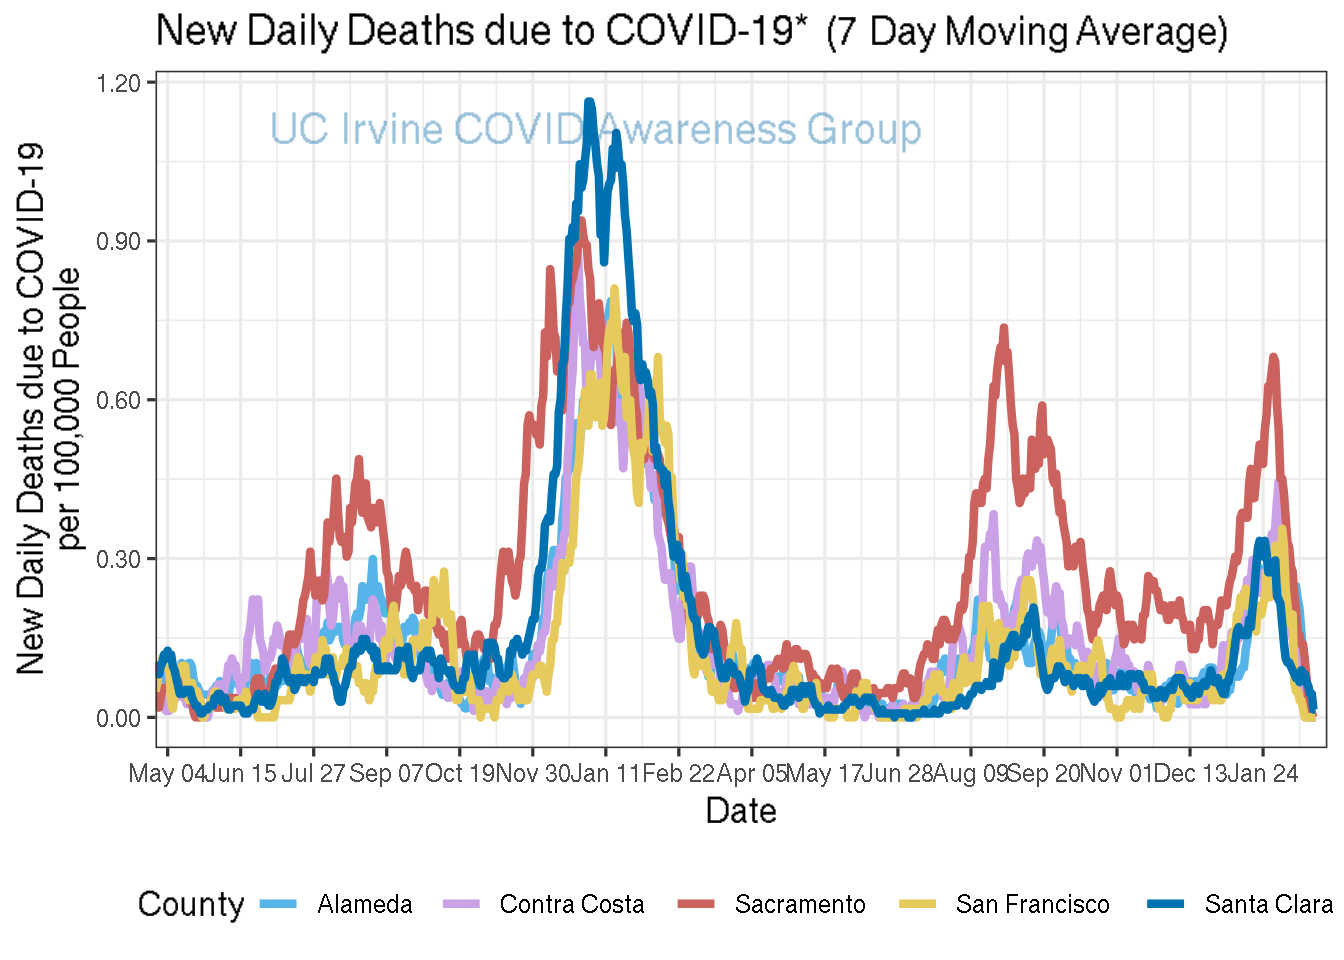 New Daily Deaths due to COVID-19* (7 Day Moving Average)
UC Irvine COVID Awareness Group
New Daily Deaths due to COVID-19
per 100,000 People
1.20
0.90
0.60
0.30
0.00
May 04 Jun 15 Jul 27 Sep 07 Oct 19 Nov 30 Jan 11 Feb 22 Apr 05 May 17 Jun 28 Aug 09 Sep 20 Nov 01 Dec 13 Jan 24
Date
County Alameda Contra Costa Sacramento San Francisco Santa Clara